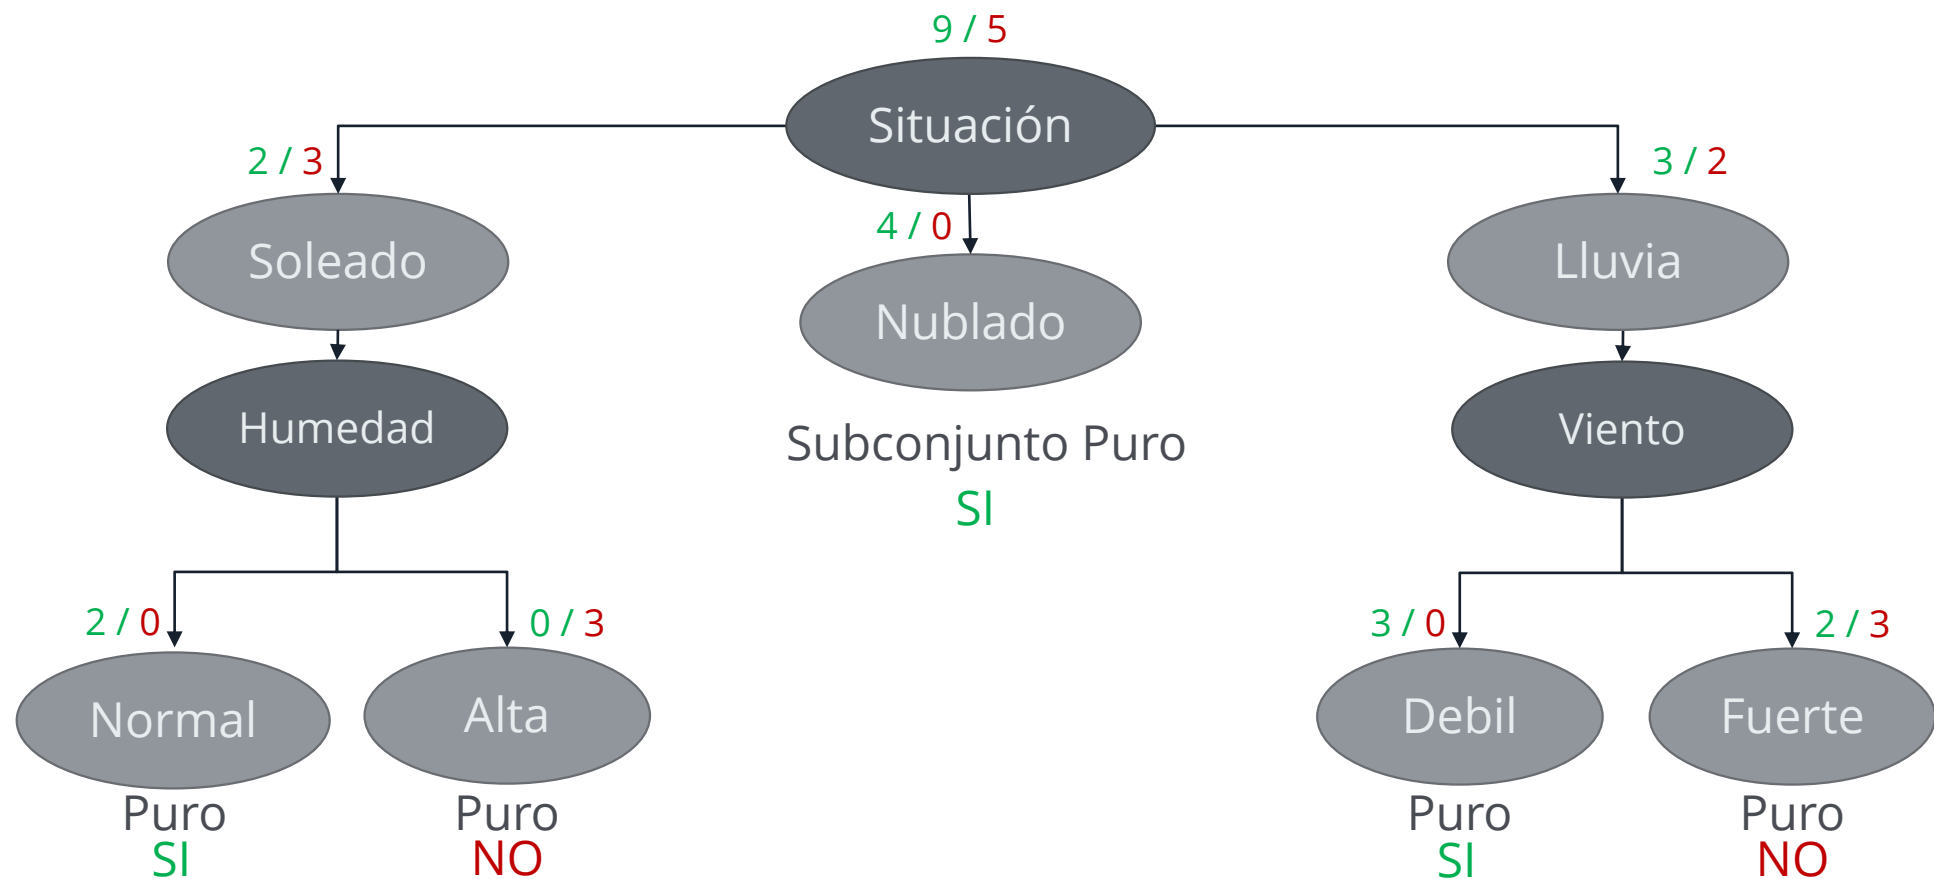 9 / 5
Situación
2 / 3
3 / 2
4 / 0
Soleado
Lluvia
Nublado
Humedad
Viento
Subconjunto Puro
SI
2 / 0
0 / 3
3 / 0
2 / 3
Normal
Alta
Debil
Fuerte
Puro
SI
Puro
NO
Puro
SI
Puro
NO